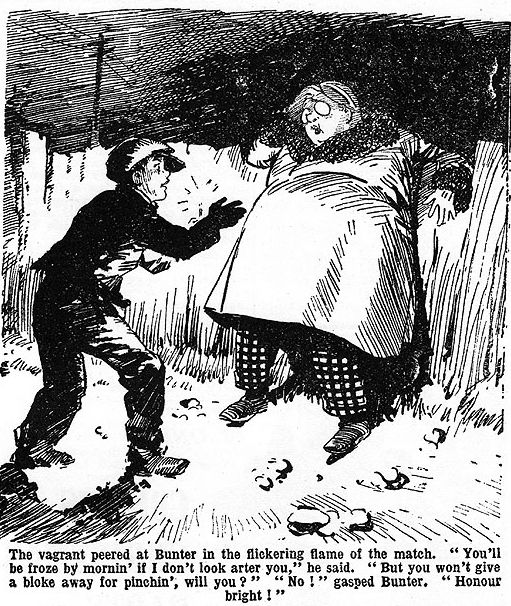 The vagrant peered at Bunter in the flickering flame of the match. "You'll
be froze by mornin' if I don't look arter you," he said. "But you won't give
a bloke away for pinchin', will you?" "No!" gasped Bunter. "Honour
bright!"